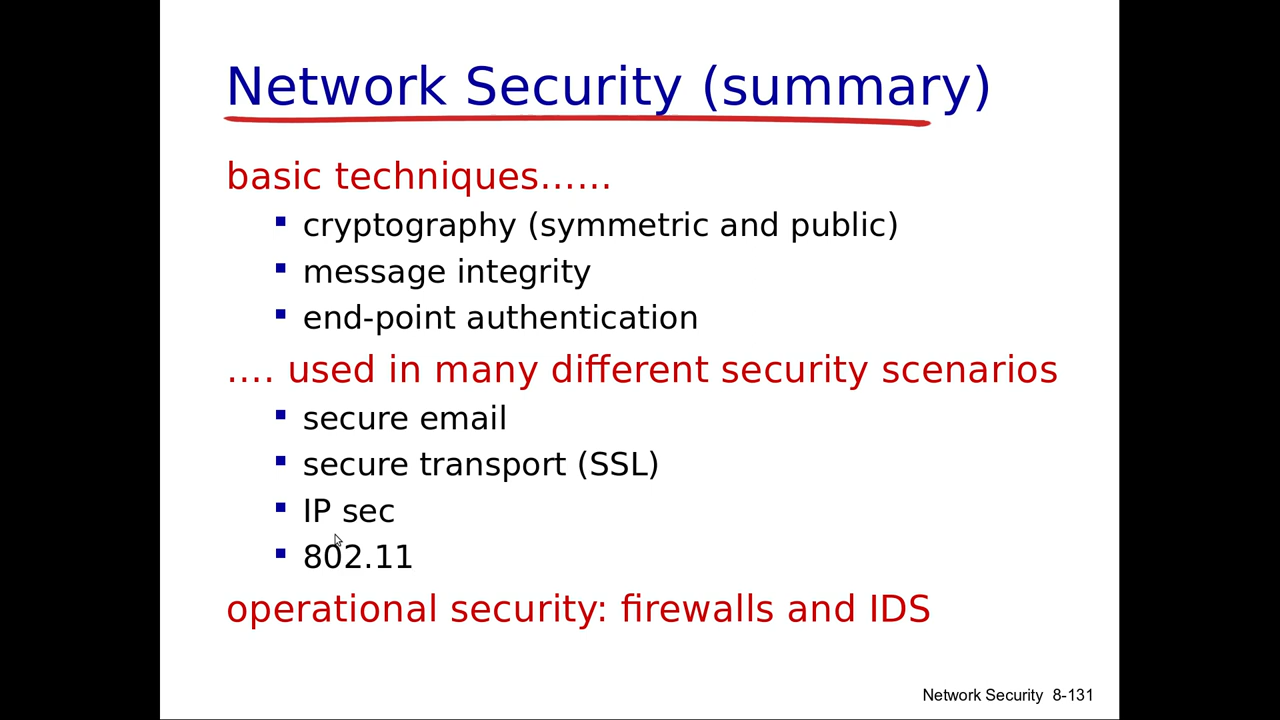 Network Security (summary)
basic techniques......
▪ cryptography (symmetric and public)
▪ message integrity
▪ end-point authentication
.... used in many different security scenarios
▪ secure email
▪ secure transport (SSL)
▪ IP sec
▪ 802.11
operational security: firewalls and IDS
Network Security 8-131